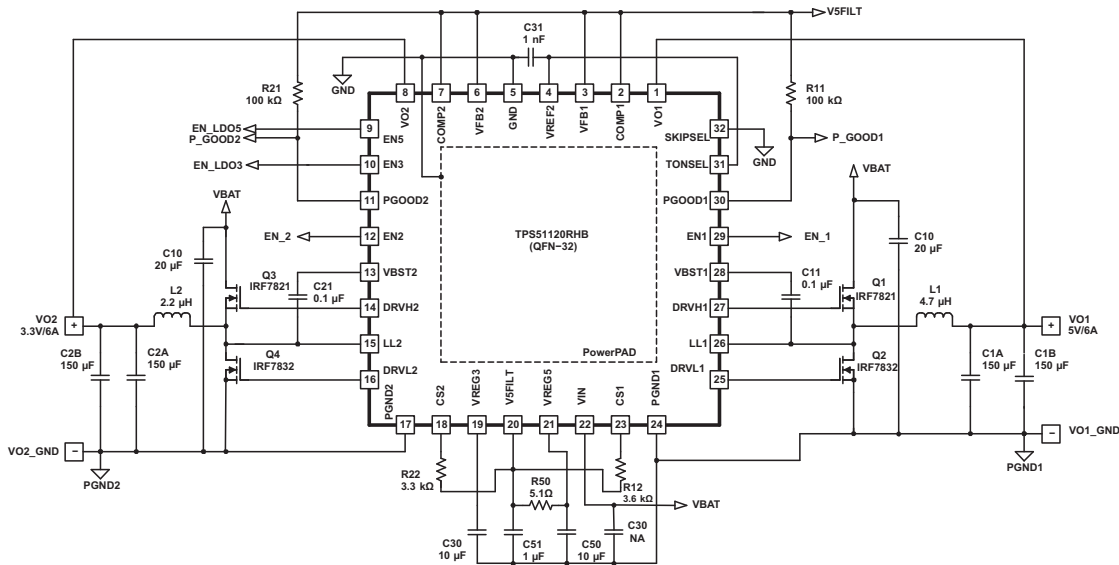 V5FILT
C31
1 nF
GND
R21
100 kΩ
R11
100 kΩ
8
7
6
5
4
3
2
1
VO2
COMP2
VFB2
GND
VREF2
VFB1
COMP1
VO1
EN_LDO5
P_GOOD2
9
EN5
EN_LDO3
10
EN3
11
PGOOD2
EN_2
12
EN2
13
VBST2
14
DRVH2
15
LL2
16
DRVL2
32
SKIPSEL
GND
31
TONSEL
P_GOOD1
30
PGOOD1
29
EN1
EN_1
28
VBST1
27
DRVH1
26
LL1
25
DRVL1
TPS51120RHB
(QFN−32)
PowerPAD
VBAT
C10
20 µF
Q3
IRF7821
C21
0.1 µF
L2
2.2 µH
VO2
3.3V/6A
+
C2B
150 µF
C2A
150 µF
Q4
IRF7832
VO2_GND
−
PGND2
VBAT
C10
20 µF
C11
0.1 µF
Q1
IRF7821
L1
4.7 µH
VO1
5V/6A
+
Q2
IRF7832
C1A
150 µF
C1B
150 µF
VO1_GND
−
PGND1
PGND2
CS2
VREG3
V5FILT
VREG5
VIN
CS1
PGND1
17
18
19
20
21
22
23
24
R22
3.3 kΩ
R50
5.1Ω
R12
3.6 kΩ
VBAT
C30
10 µF
C51
1 µF
C50
10 µF
C30
NA